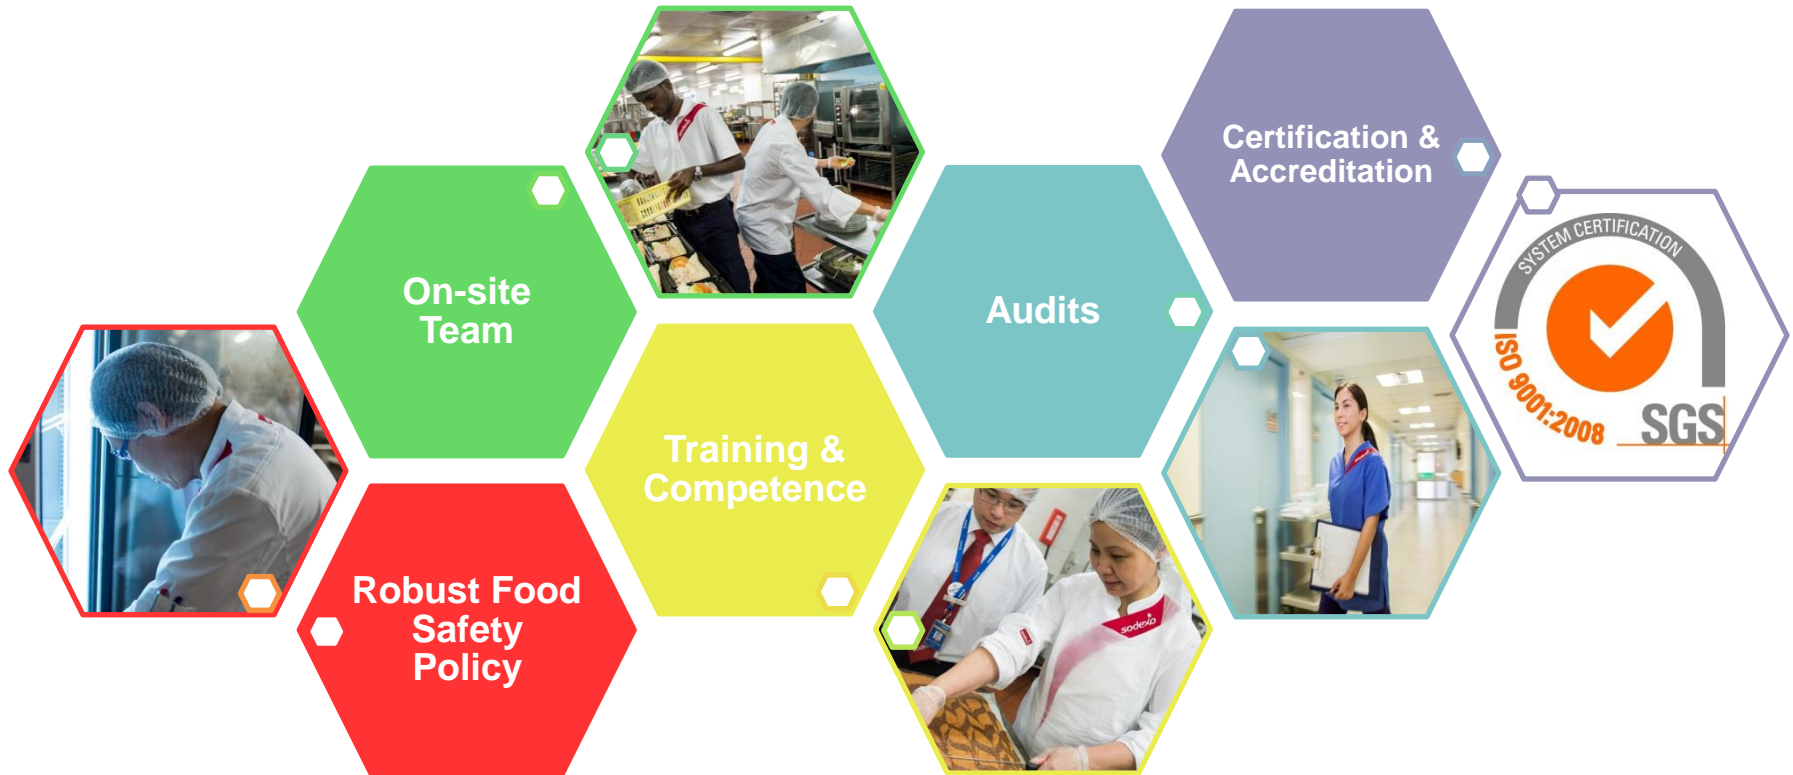 sodexo
On-site
Team
Robust Food
Safety
Policy
Training &
Competence
Audits
sodexo
Certification &
Accreditation
SYSTEM CERTIFICATION
ISO 9001:2008
SGS